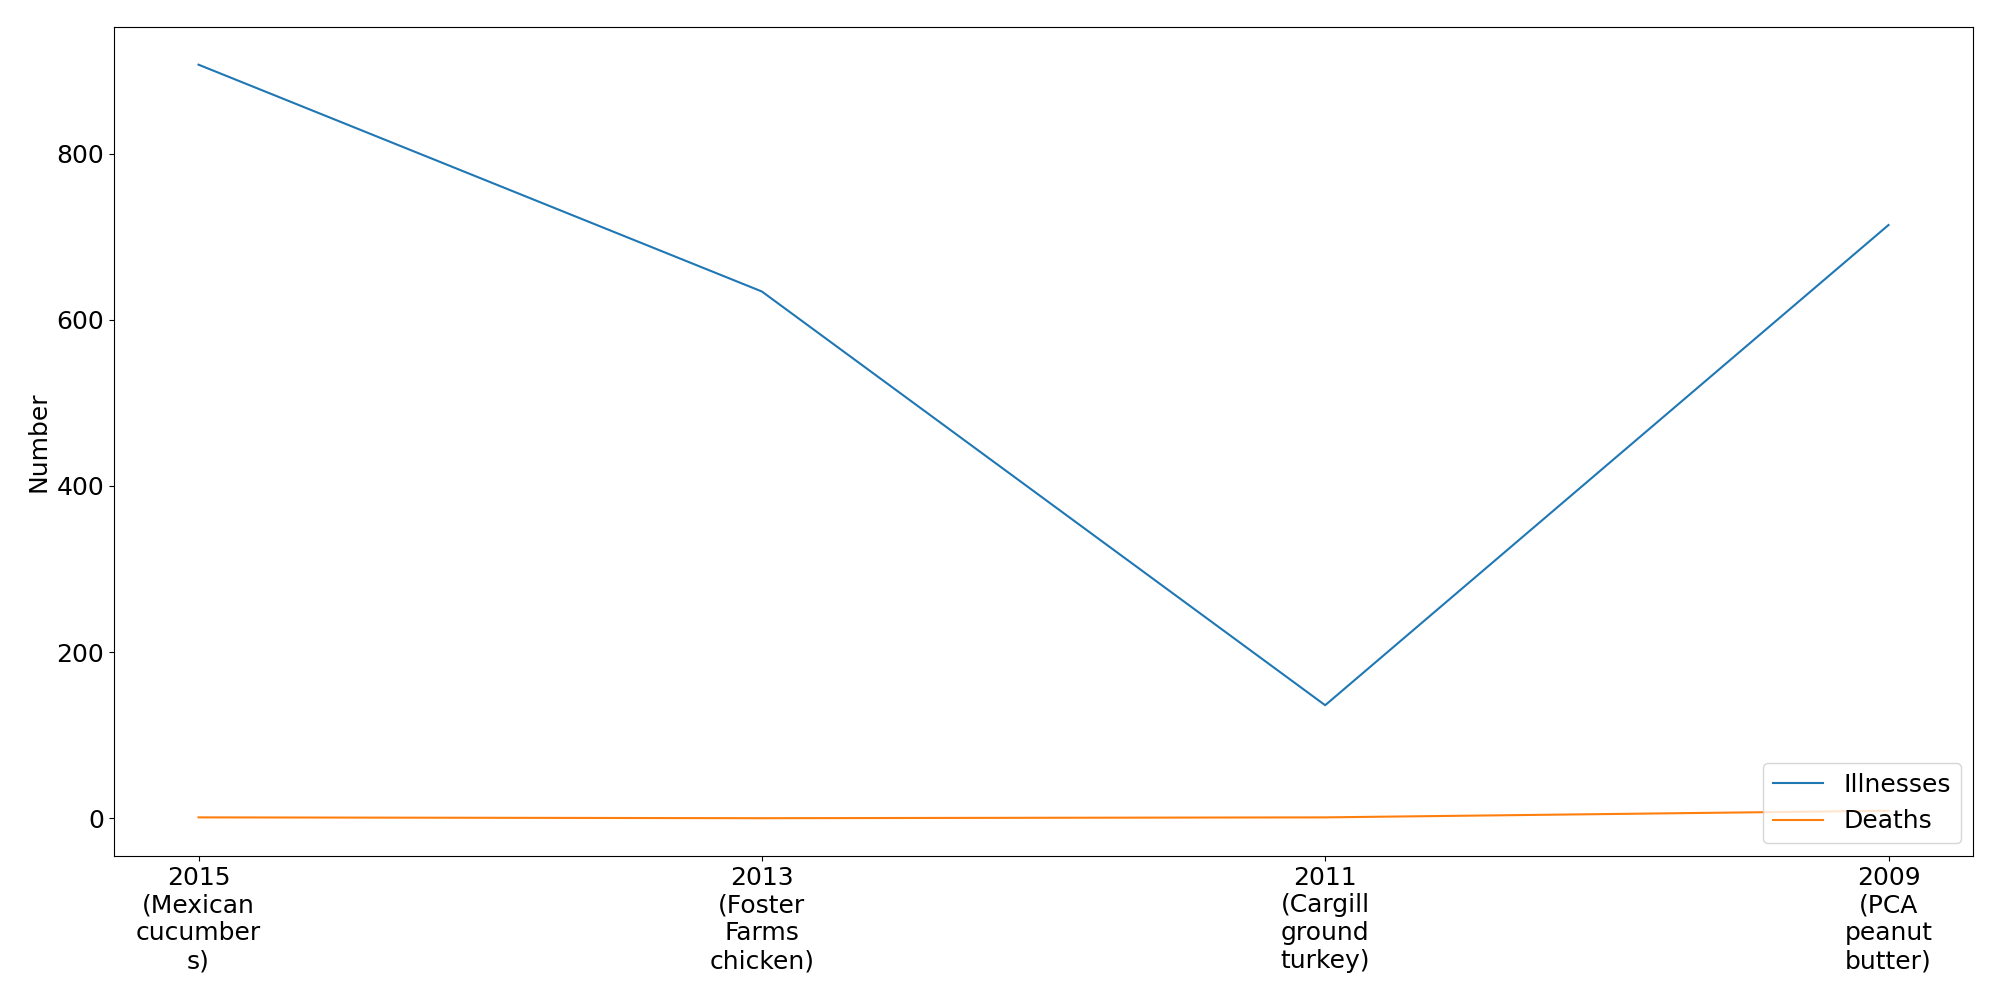 800
600
400
200
0
Number
Illnesses
Deaths
2015
(Mexican
cucumber
s)
2013
(Foster
Farms
chicken)
2011
(Cargill
ground
turkey)
2009
(PCA
peanut
butter)